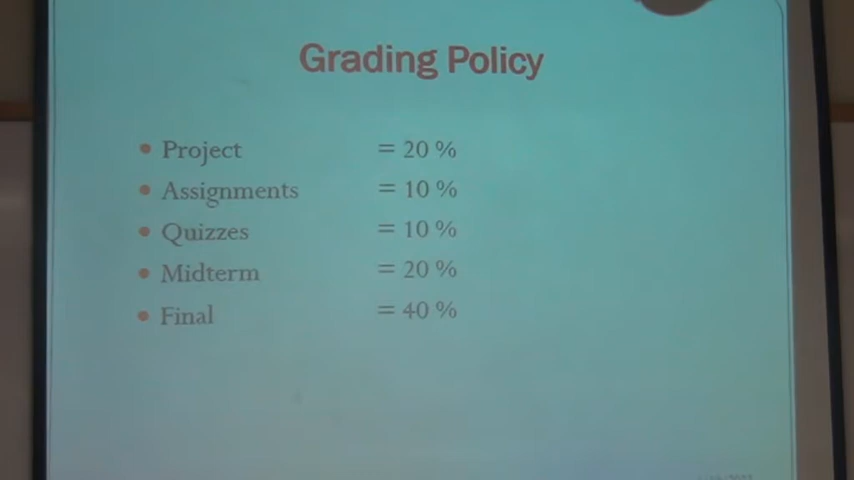 Grading Policy
• Project = 20 %
• Assignments = 10 %
• Quizzes = 10 %
• Midterm = 20 %
• Final = 40 %